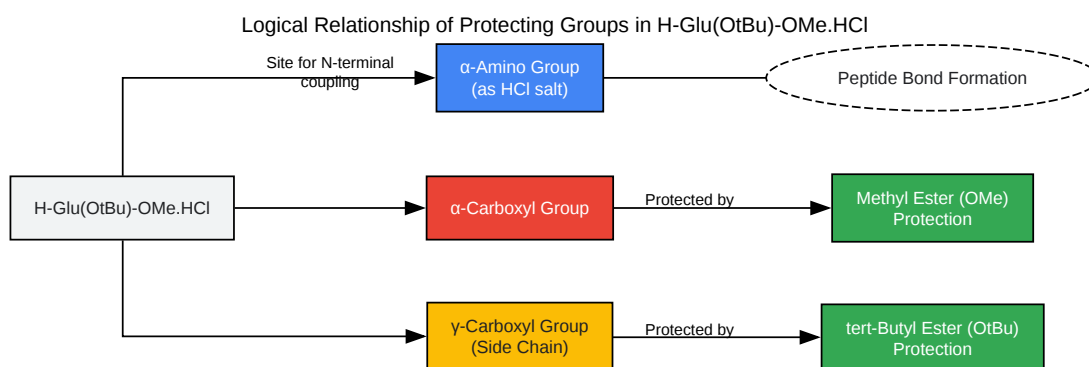 Logical Relationship of Protecting Groups in H-Glu(OtBu)-OMe.HCl
Site for N-terminal
coupling
α-Amino Group
(as HCl salt)
Peptide Bond Formation
H-Glu(OtBu)-OMe.HCl
α-Carboxyl Group
Protected by
Methyl Ester (OMe)
Protection
γ-Carboxyl Group
(Side Chain)
Protected by
tert-Butyl Ester (OtBu)
Protection